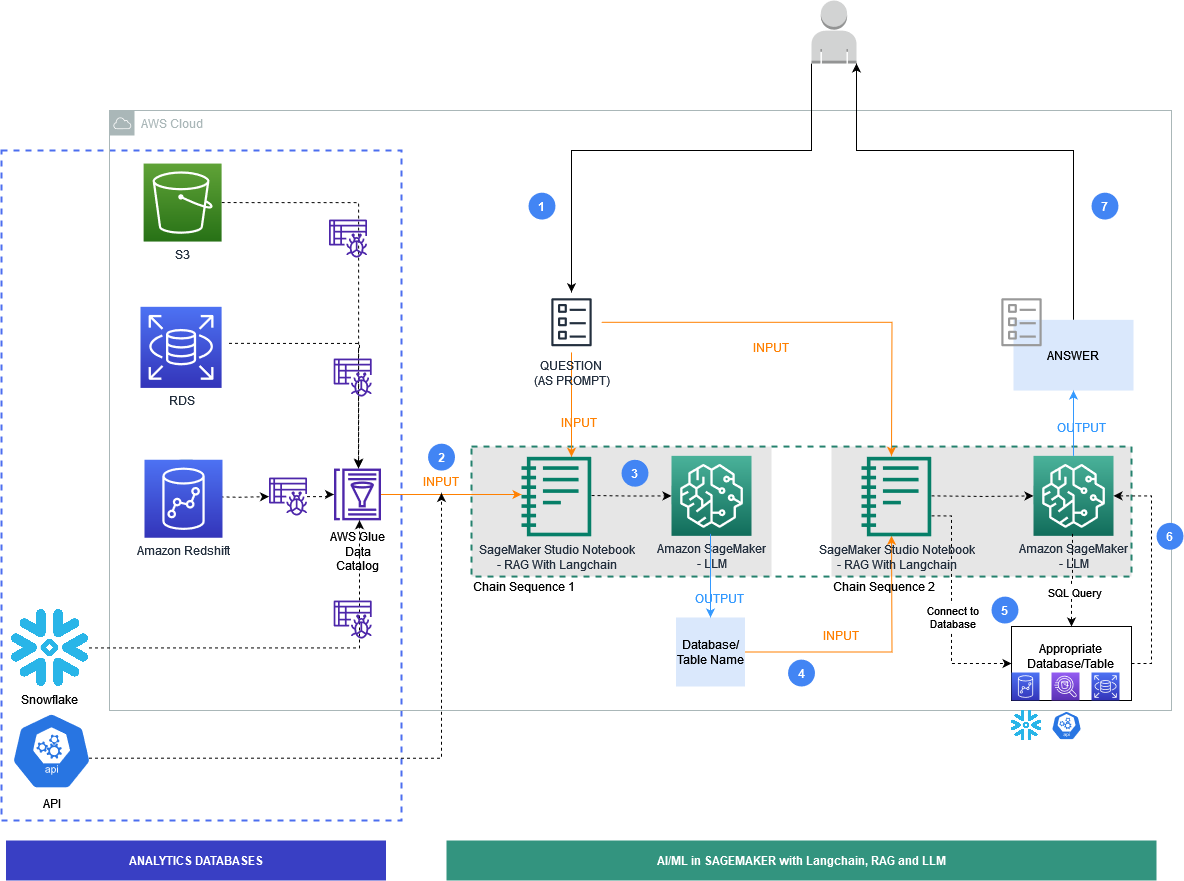 AWS Cloud
S3
RDS
Amazon Redshift
AWS Glue
Data
Catalog
Snowflake
api
API
1
7
QUESTION
(AS PROMPT)
INPUT
INPUT
ANSWER
OUTPUT
2
INPUT
3
SageMaker Studio Notebook
- RAG With Langchain
Amazon SageMaker
- LLM
Chain Sequence 1
SageMaker Studio Notebook
- RAG With Langchain
Amazon SageMaker
- LLM
Chain Sequence 2
6
OUTPUT
Database/
Table Name
INPUT
4
Connect to
Database
5
SQL Query
Appropriate
Database/Table
api
ANALYTICS DATABASES
AI/ML in SAGEMAKER with Langchain, RAG and LLM